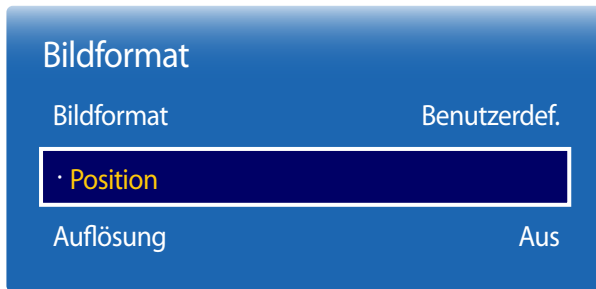 Bildformat
Bildformat Benutzerdef.
· Position
Auflösung Aus